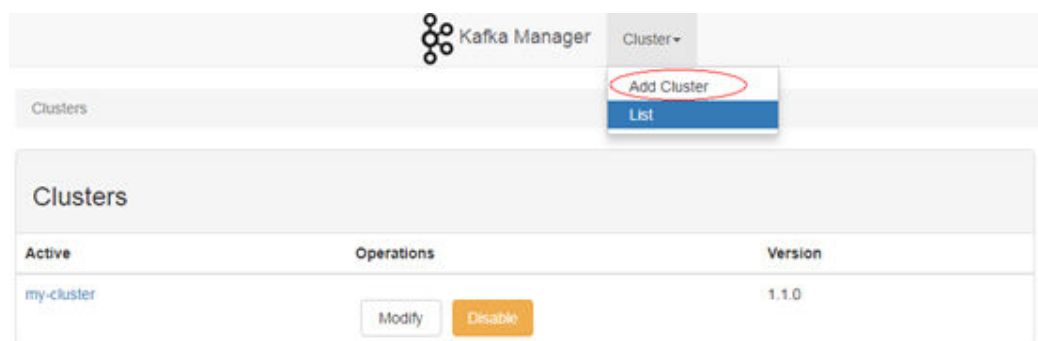 Kafka Manager Cluster
Add Cluster
List
Clusters
Clusters
Active Operations Version
my-cluster 1.1.0
Modify Disable